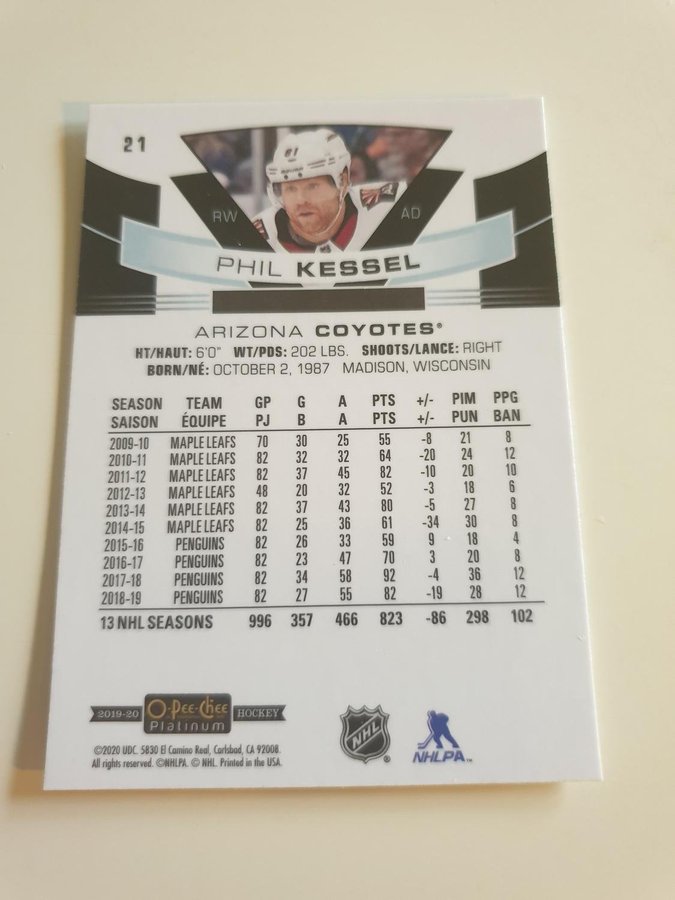 21
81
RW AD
PHIL KESSEL
ARIZONA COYOTES®
HT/HAUT: 6'0" WT/PDS: 202 LBS. SHOOTS/LANCE: RIGHT
BORN/NÉ: OCTOBER 2, 1987 MADISON, WISCONSIN
SEASON TEAM GP G A PTS +/- PIM PPG
SAISON ÉQUIPE PJ B A PTS +/- PUN BAN
2009-10 MAPLE LEAFS 70 30 25 55 -8 21 8
2010-11 MAPLE LEAFS 82 32 32 64 -20 24 12
2011-12 MAPLE LEAFS 82 37 45 82 -10 20 10
2012-13 MAPLE LEAFS 48 20 32 52 -3 18 6
2013-14 MAPLE LEAFS 82 37 43 80 -5 27 8
2014-15 MAPLE LEAFS 82 25 36 61 -34 30 8
2015-16 PENGUINS 82 26 33 59 9 18 4
2016-17 PENGUINS 82 23 47 70 3 20 8
2017-18 PENGUINS 82 34 58 92 -4 36 12
2018-19 PENGUINS 82 27 55 82 -19 28 12
13 NHL SEASONS 996 357 466 823 -86 298 102
2019-20 O-PEE-CHEE HOCKEY
Platinum
NHL ®
NHLPA™
©2020 UDC. 5830 El Camino Real, Carlsbad, CA 92008.
All rights reserved. ©NHLPA. © NHL. Printed in the USA.